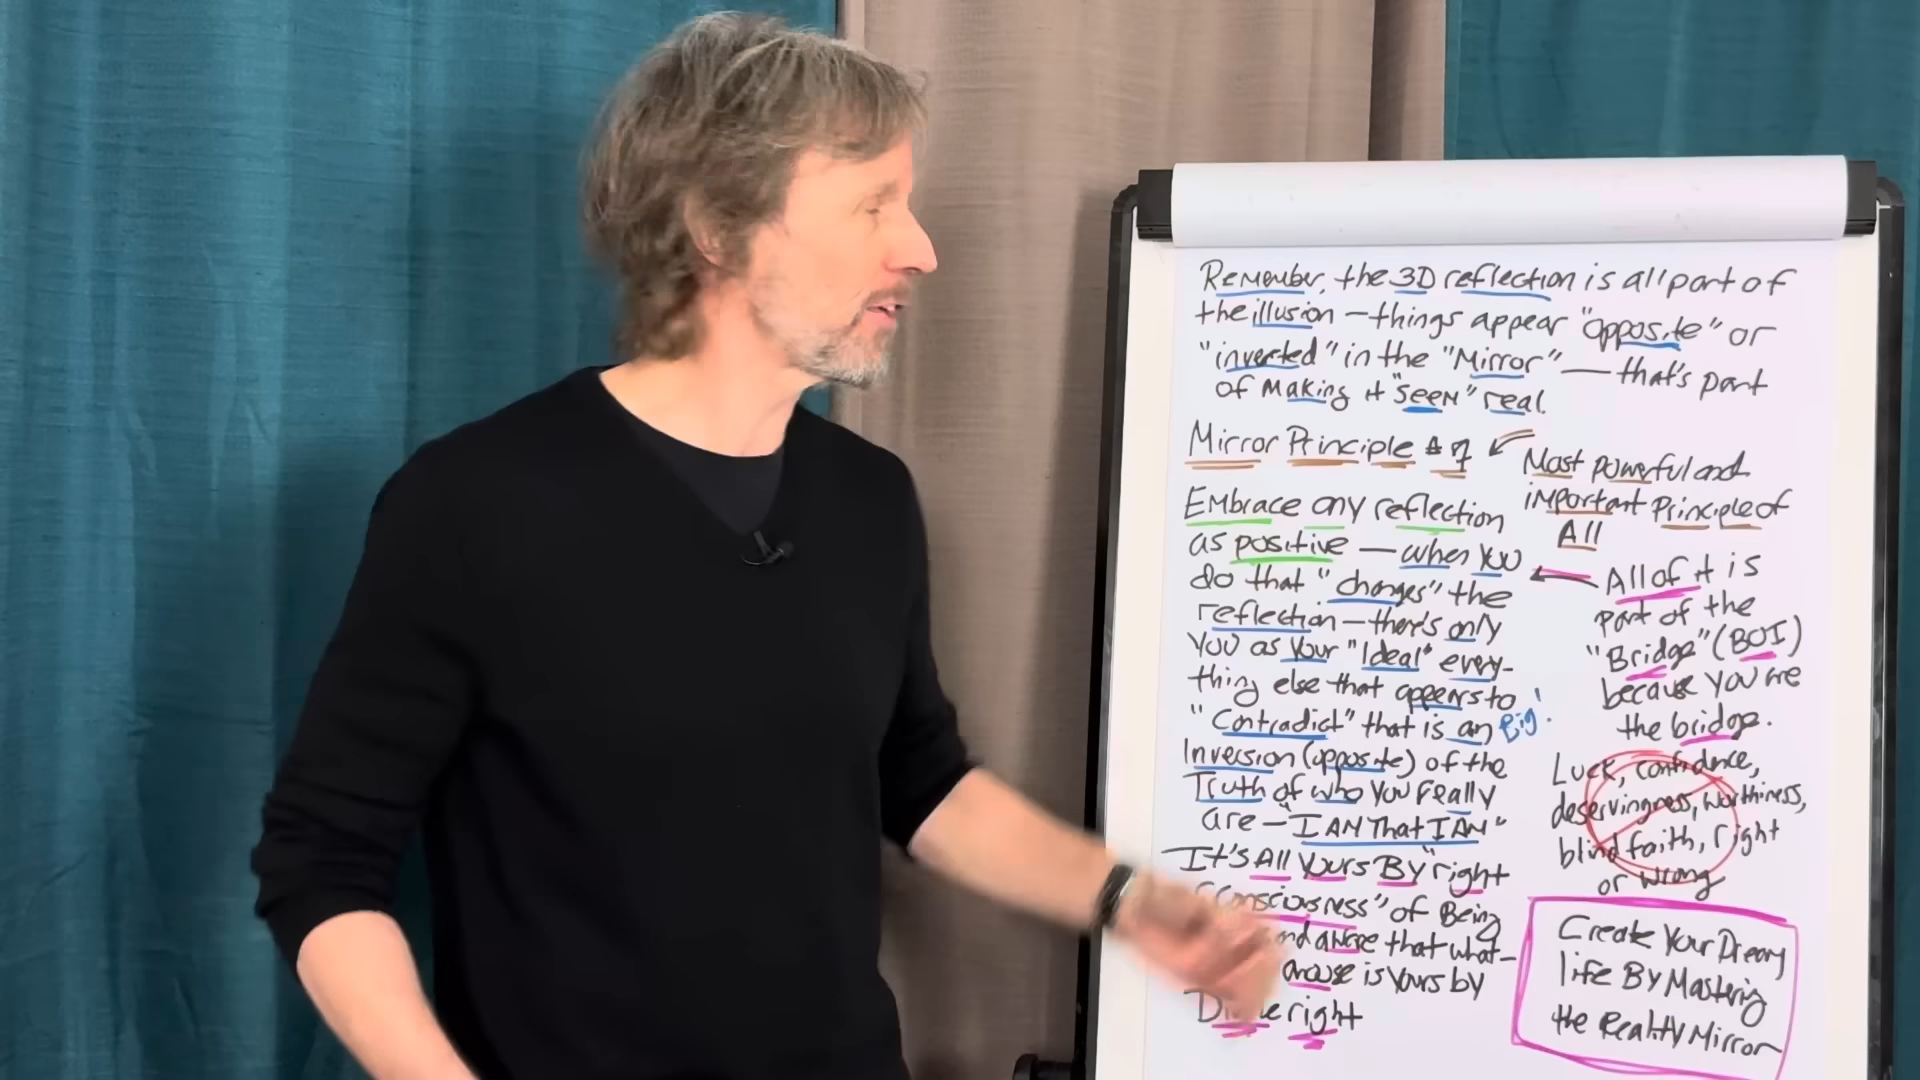 Remember, the 3D reflection is all part of
the illusion — things appear "opposite" or
"inverted" in the "Mirror" — that's part
of making it "seem" real.
Mirror Principle #7
Most powerful and
important Principle of
All
Embrace any reflection
as positive — when you
do that "changes" the
reflection — there's only
You as your "Ideal" every-
thing else that appears to
"Contradict" that is an
Inversion (opposite) of the
Truth of who you really
are — "I AM That I AM"
It's All Yours By "right
Consciousness" of Being
aware that what-
is yours by
right
All of it is
part of the
"Bridge" (BOI)
because you are
the bridge.
Luck, confidence,
deservingness, worthiness,
blind faith, right
or wrong
Create Your Dream
life By Mastering
the Reality Mirror